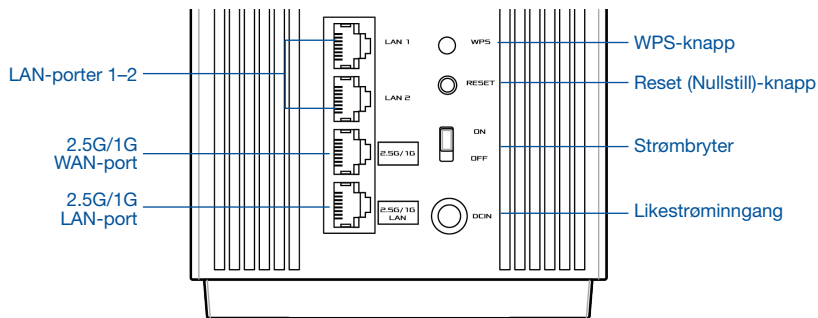 LAN 1
WPS
WPS-knapp
LAN-porter 1–2
LAN 2
RESET
Reset (Nullstill)-knapp
ON
OFF
Strømbryter
2.5G/1G
WAN-port
2.5G/1G
2.5G/1G
LAN-port
2.5G/1G
LAN
DCIN
Likestrøminngang